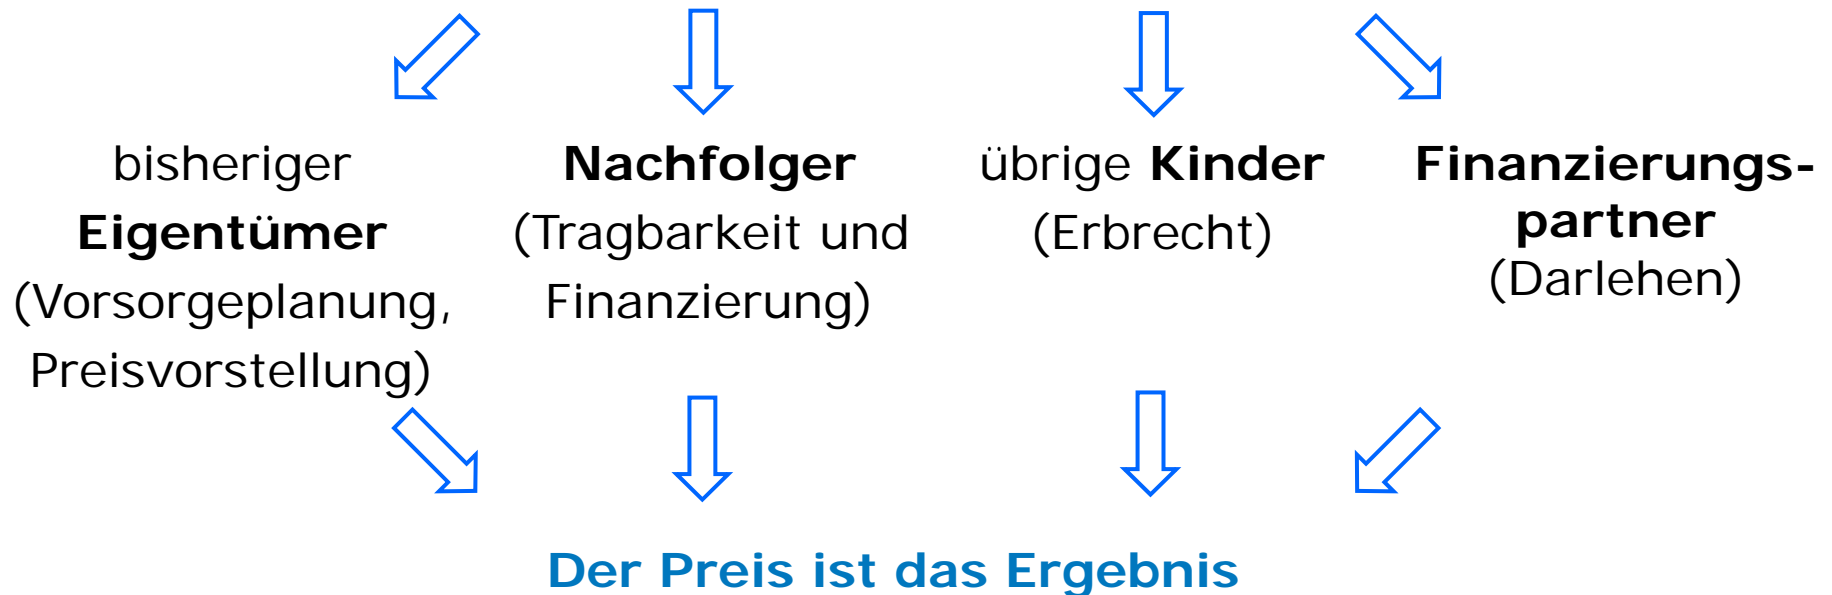 bisheriger
Eigentümer
(Vorsorgeplanung,
Preisvorstellung)
Nachfolger
(Tragbarkeit und
Finanzierung)
übrige Kinder
(Erbrecht)
Finanzierungs-
partner
(Darlehen)
Der Preis ist das Ergebnis